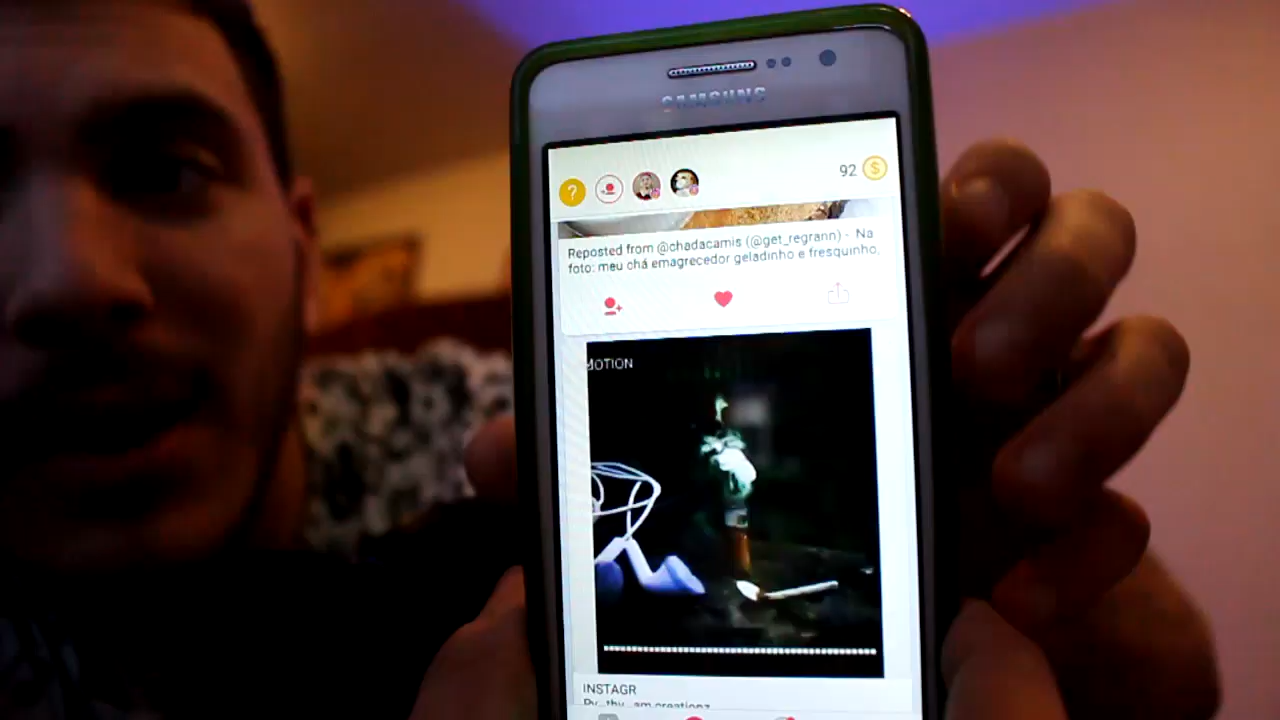 SAMSUNG
?
92 $
Reposted from @chadacamis (@get_regrann) - Na
foto: meu chá emagrecedor geladinho e fresquinho,
MOTION
INSTAGR